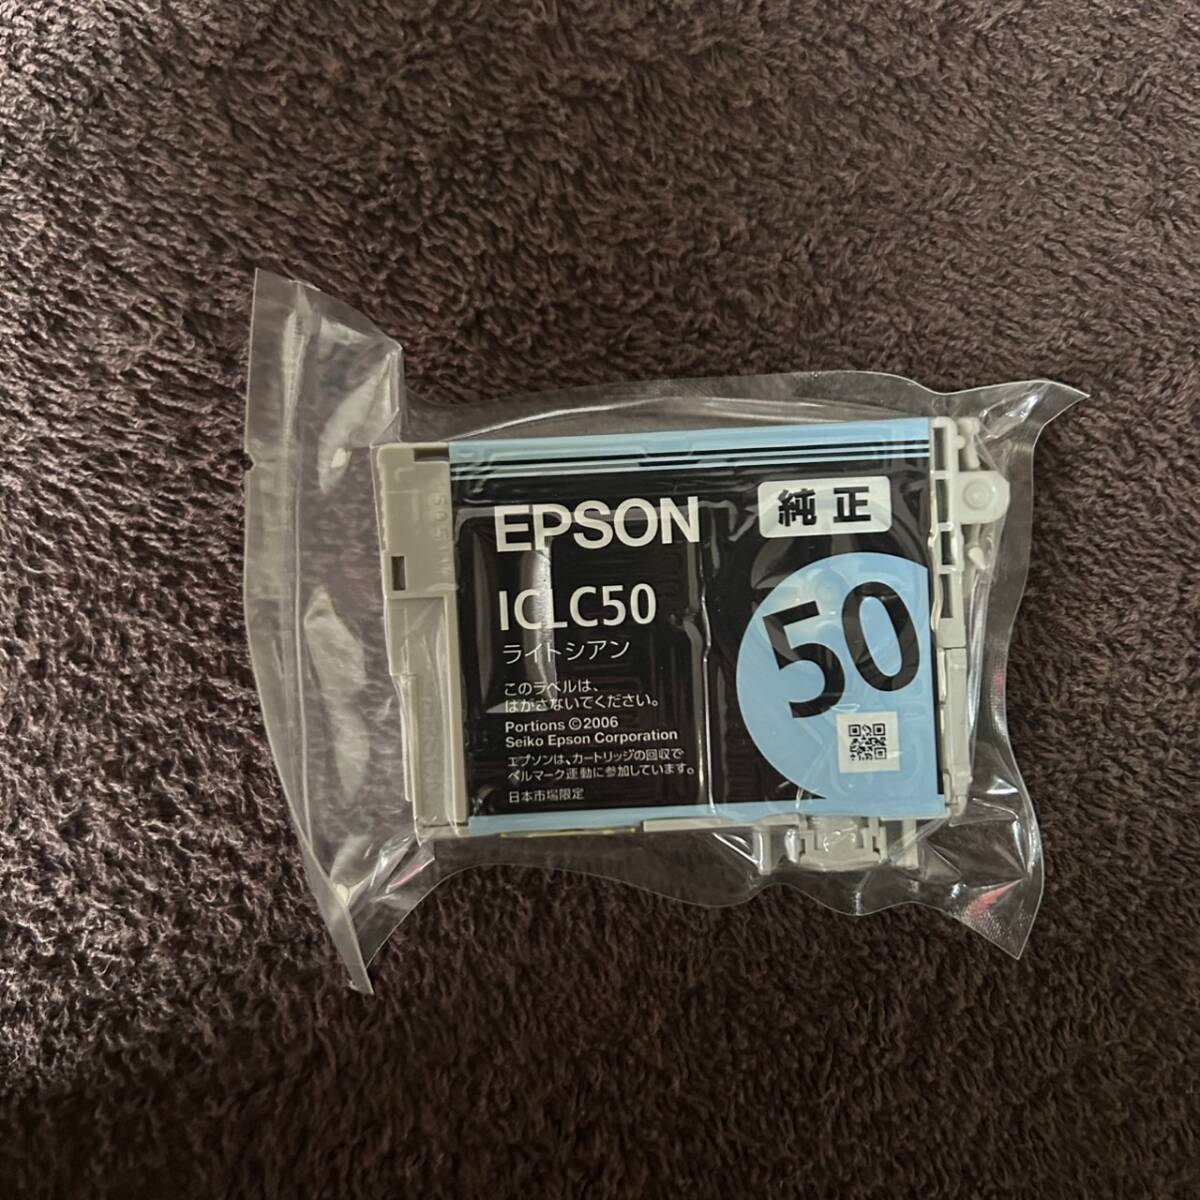 EPSON
純正
ICLC50
ライトシアン
50
このラベルは、
はがさないでください。
Portions ©2006
Seiko Epson Corporation
エプソンは、カートリッジの回収で
ベルマーク運動に参加しています。
日本市場限定